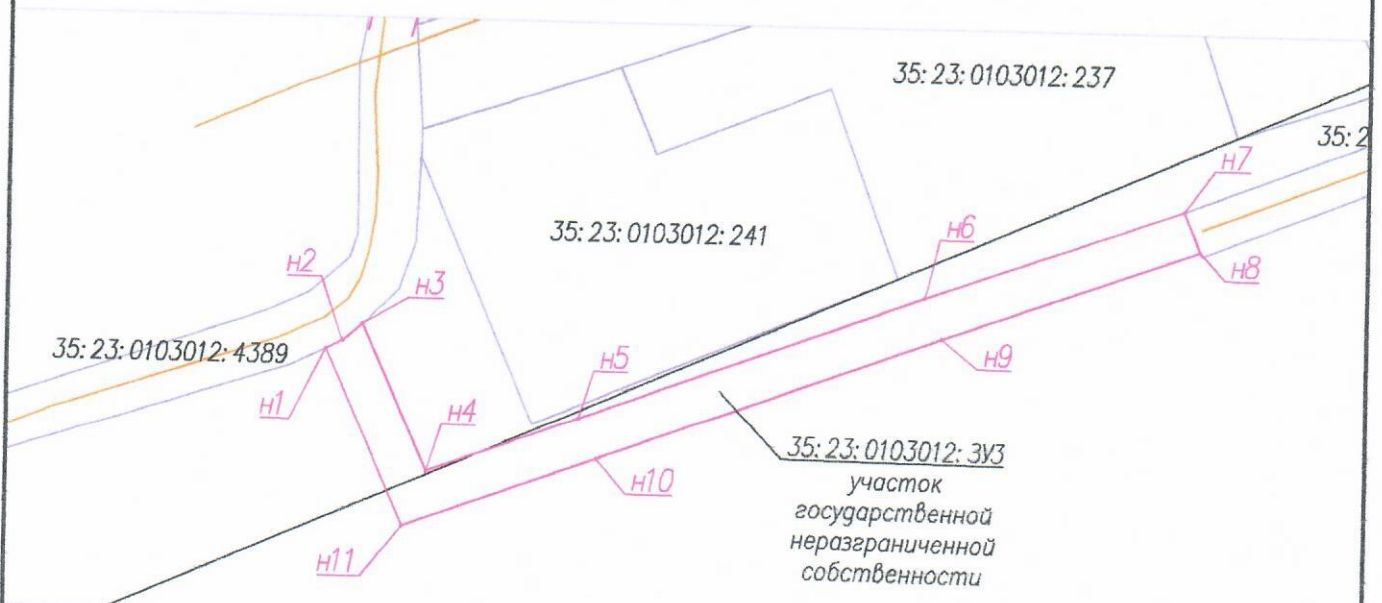 35:23:0103012:237
35:2
н7
35:23:0103012:241
н6
н2
н8
н3
35:23:0103012:4389
н9
н5
н1
н4
35:23:0103012:ЗУ3
н10
участок
государственной
неразграниченной
собственности
н11